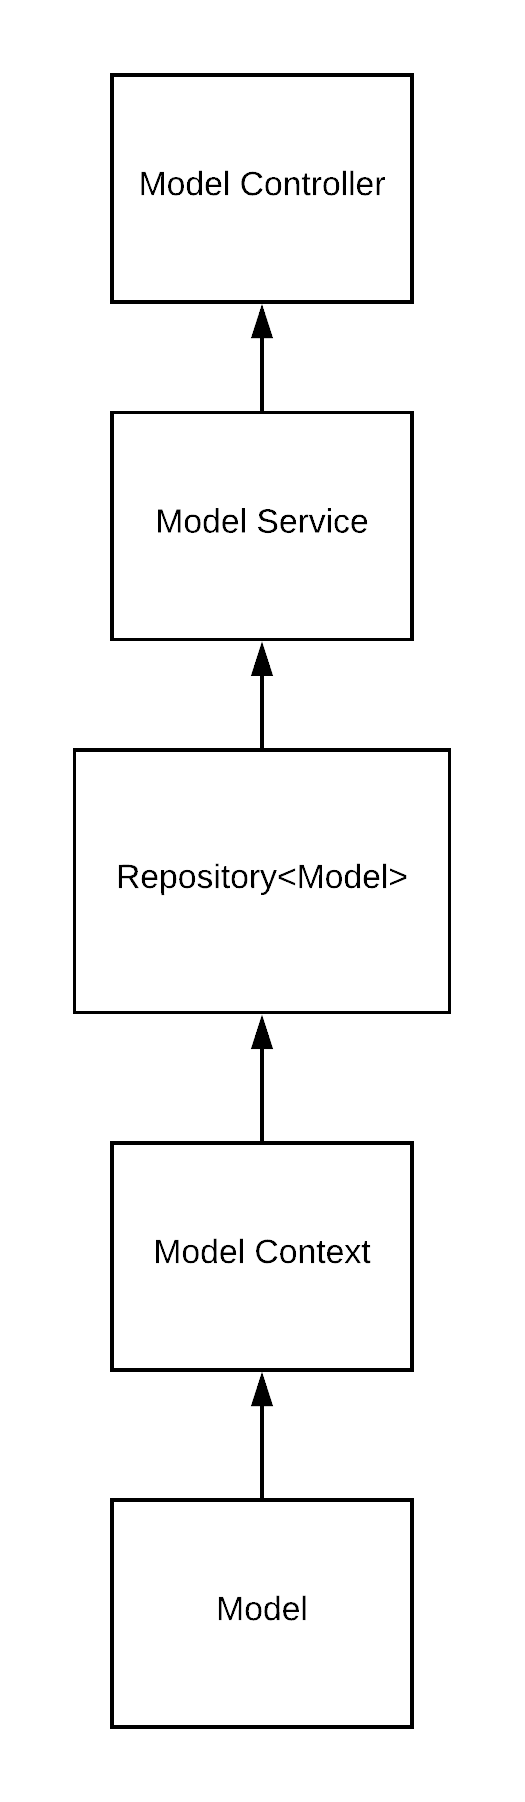 Model Controller
Model Service
Repository<Model>
Model Context
Model